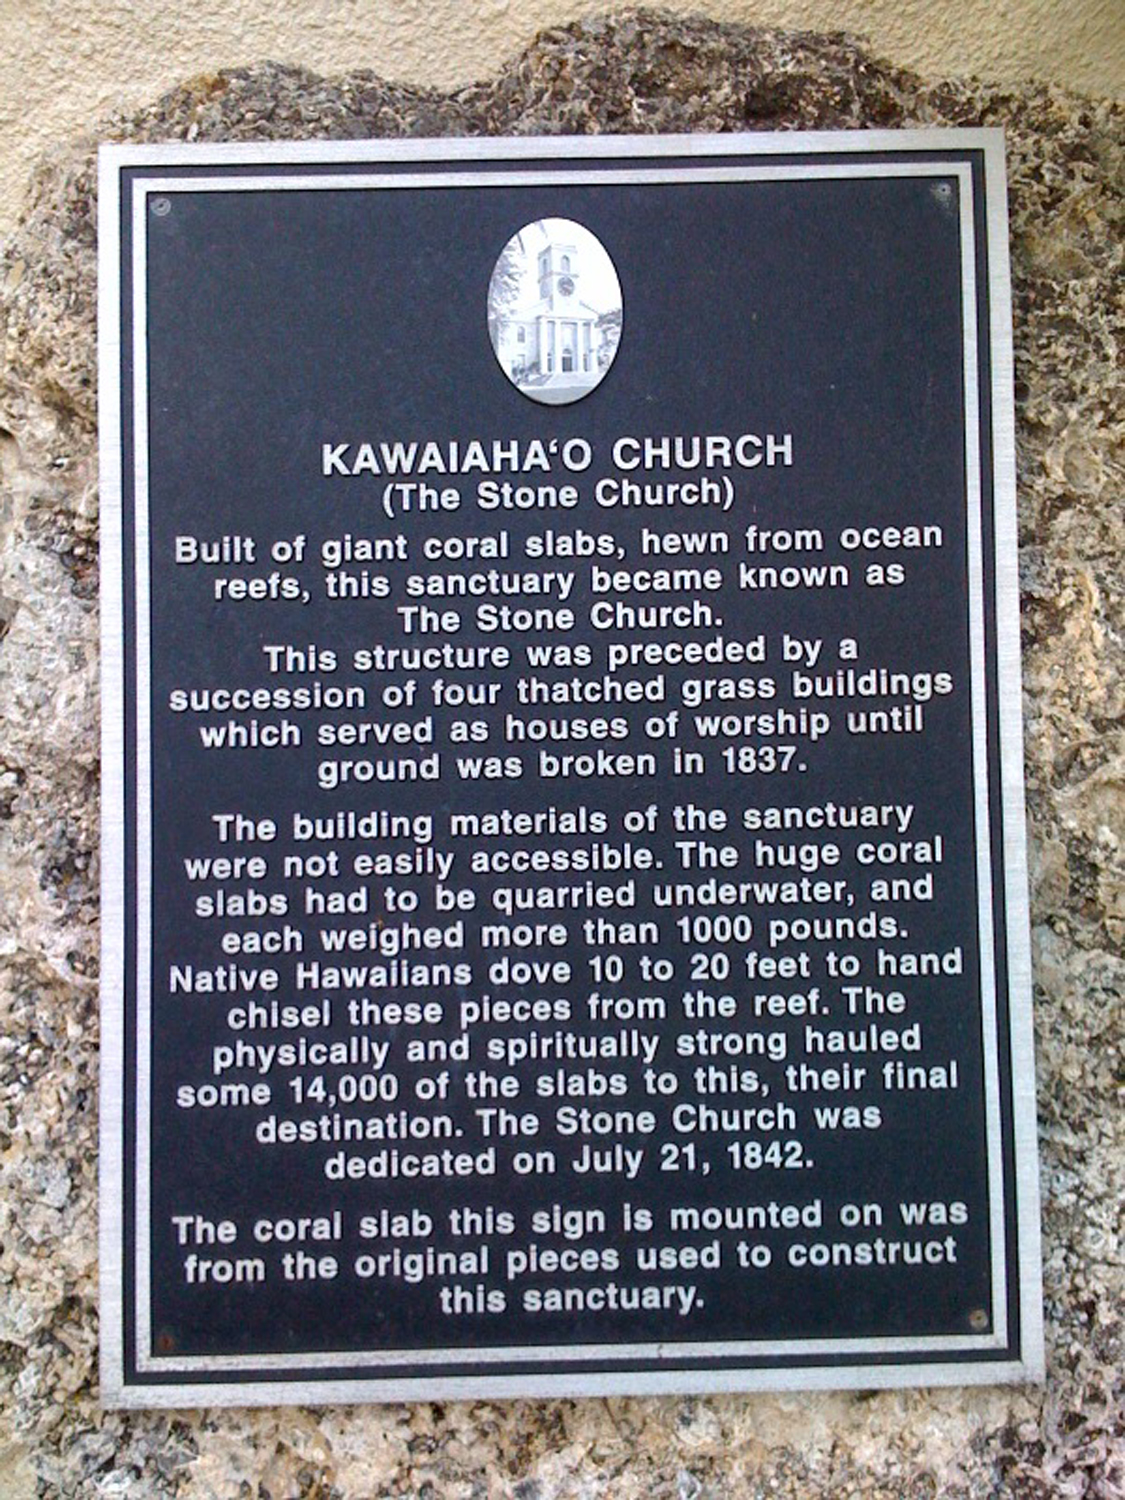 KAWAIAHA‘O CHURCH
(The Stone Church)
Built of giant coral slabs, hewn from ocean
reefs, this sanctuary became known as
The Stone Church.
This structure was preceded by a
succession of four thatched grass buildings
which served as houses of worship until
ground was broken in 1837.
The building materials of the sanctuary
were not easily accessible. The huge coral
slabs had to be quarried underwater, and
each weighed more than 1000 pounds.
Native Hawaiians dove 10 to 20 feet to hand
chisel these pieces from the reef. The
physically and spiritually strong hauled
some 14,000 of the slabs to this, their final
destination. The Stone Church was
dedicated on July 21, 1842.
The coral slab this sign is mounted on was
from the original pieces used to construct
this sanctuary.